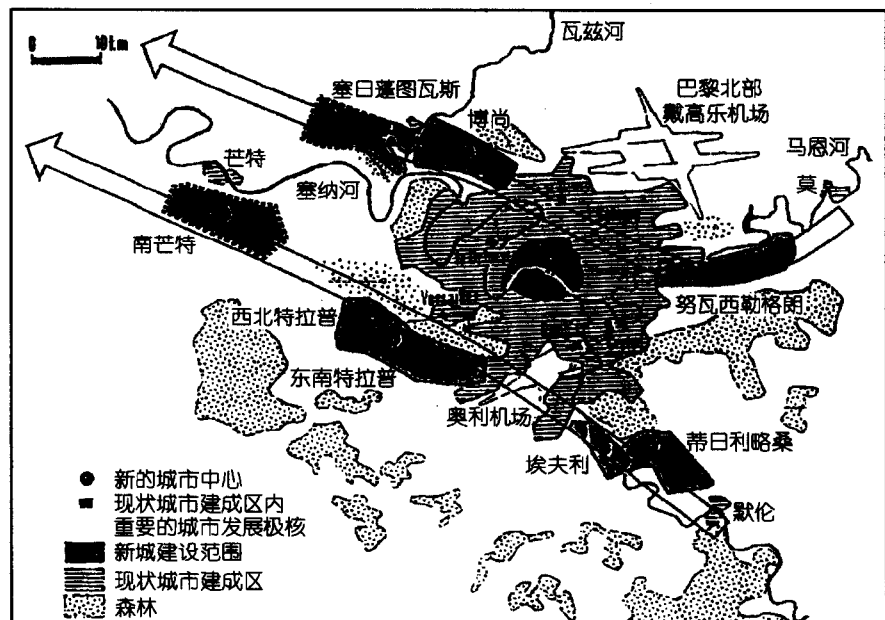 0 10km
瓦兹河
塞日蓬图瓦斯
博尚
巴黎北部
戴高乐机场
马恩河
莫
芒特
塞纳河
南芒特
努瓦西勒格朗
西北特拉普
东南特拉普
奥利机场
埃夫利
蒂日利略桑
默伦
新的城市中心
现状城市建成区内
重要的城市发展极核
新城建设范围
现状城市建成区
森林